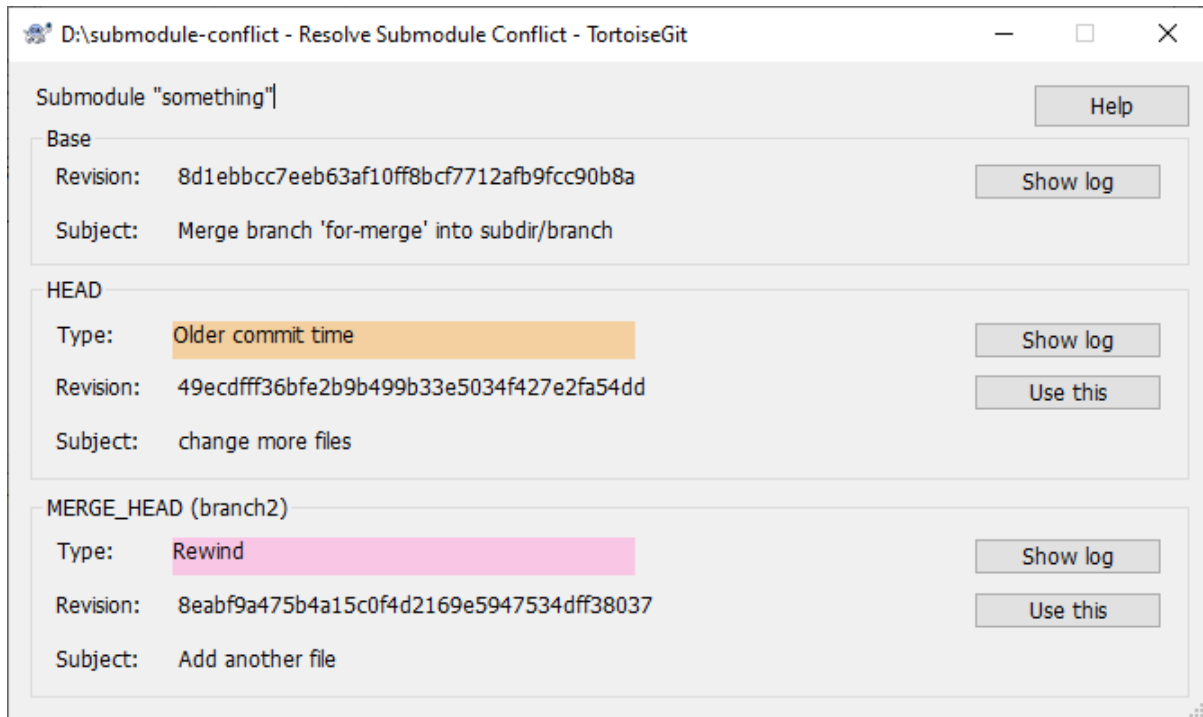 D:\submodule-conflict - Resolve Submodule Conflict - TortoiseGit
Submodule "something"
Help
Base
Revision: 8d1ebbcc7eeb63af10ff8bcf7712afb9fcc90b8a Show log
Subject: Merge branch 'for-merge' into subdir/branch
HEAD
Type: Older commit time Show log
Revision: 49ecdfff36bfe2b9b499b33e5034f427e2fa54dd Use this
Subject: change more files
MERGE_HEAD (branch2)
Type: Rewind Show log
Revision: 8eabf9a475b4a15c0f4d2169e5947534dff38037 Use this
Subject: Add another file